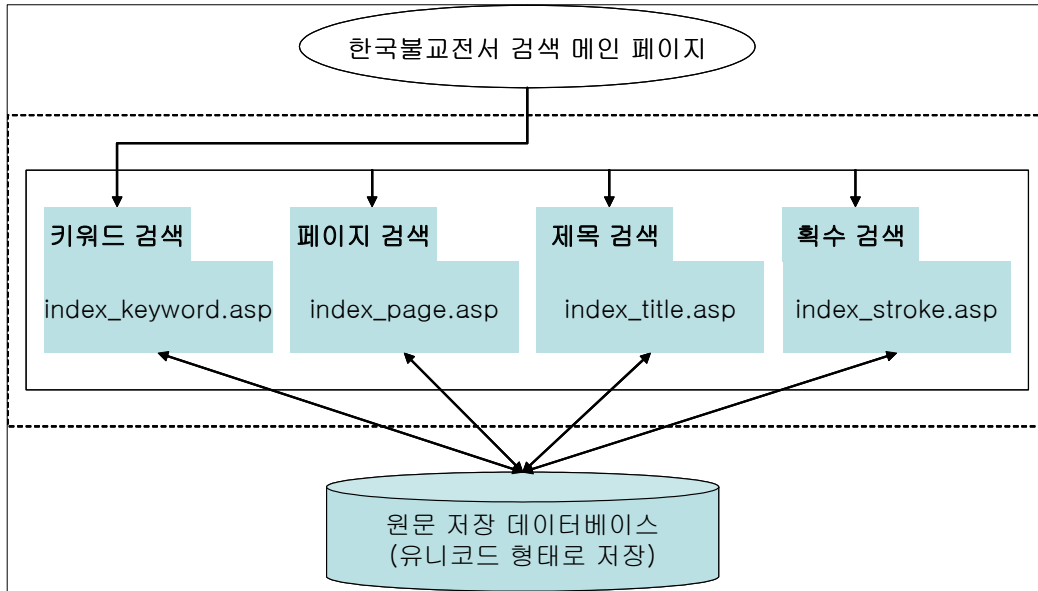 한국불교전서 검색 메인 페이지
키워드 검색
페이지 검색
제목 검색
획수 검색
index_keyword.asp
index_page.asp
index_title.asp
index_stroke.asp
원문 저장 데이터베이스
(유니코드 형태로 저장)